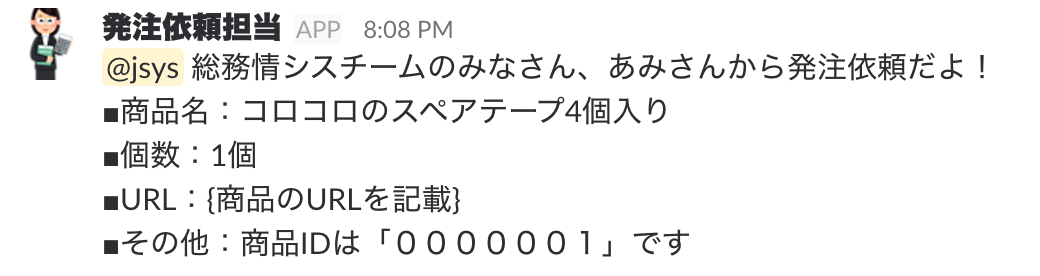 発注依頼担当 APP 8:08 PM
@jsys 総務情シスチームのみなさん、あみさんから発注依頼だよ！
■商品名：コロコロのスペアテープ4個入り
■個数：1個
■URL：{商品のURLを記載}
■その他：商品IDは「０００００００１」です